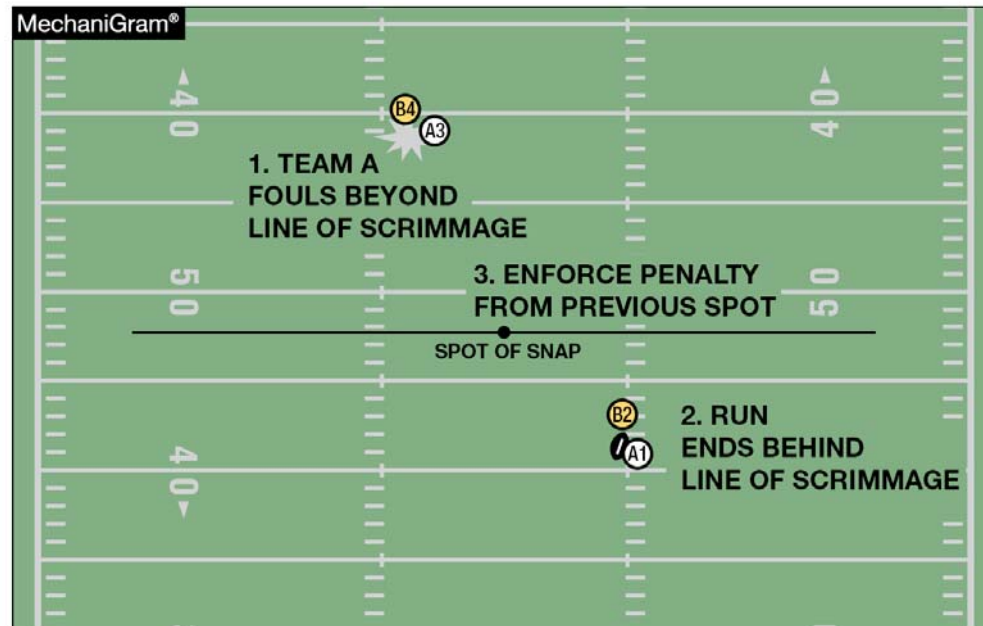 MechaniGram®
40
40
B4
A3
1. TEAM A
FOULS BEYOND
LINE OF SCRIMMAGE
50
50
3. ENFORCE PENALTY
FROM PREVIOUS SPOT
SPOT OF SNAP
B2
A1
2. RUN
ENDS BEHIND
LINE OF SCRIMMAGE
40